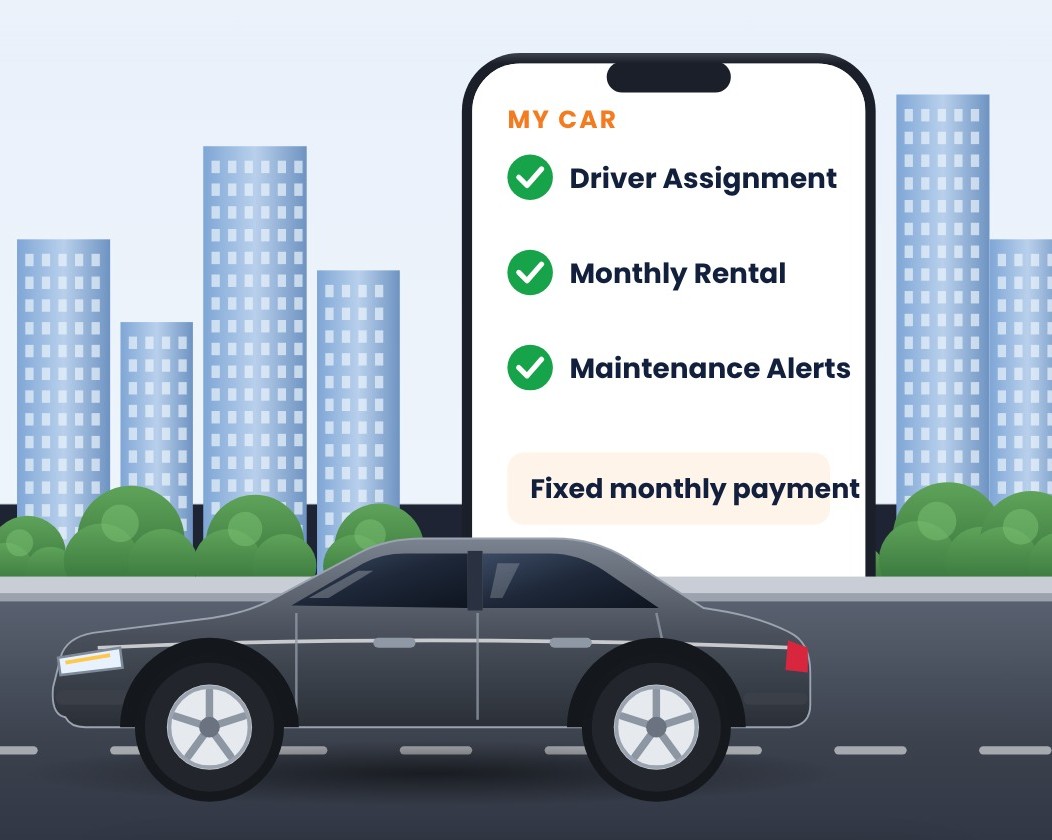 MY CAR
Driver Assignment
Monthly Rental
Maintenance Alerts
Fixed monthly payment